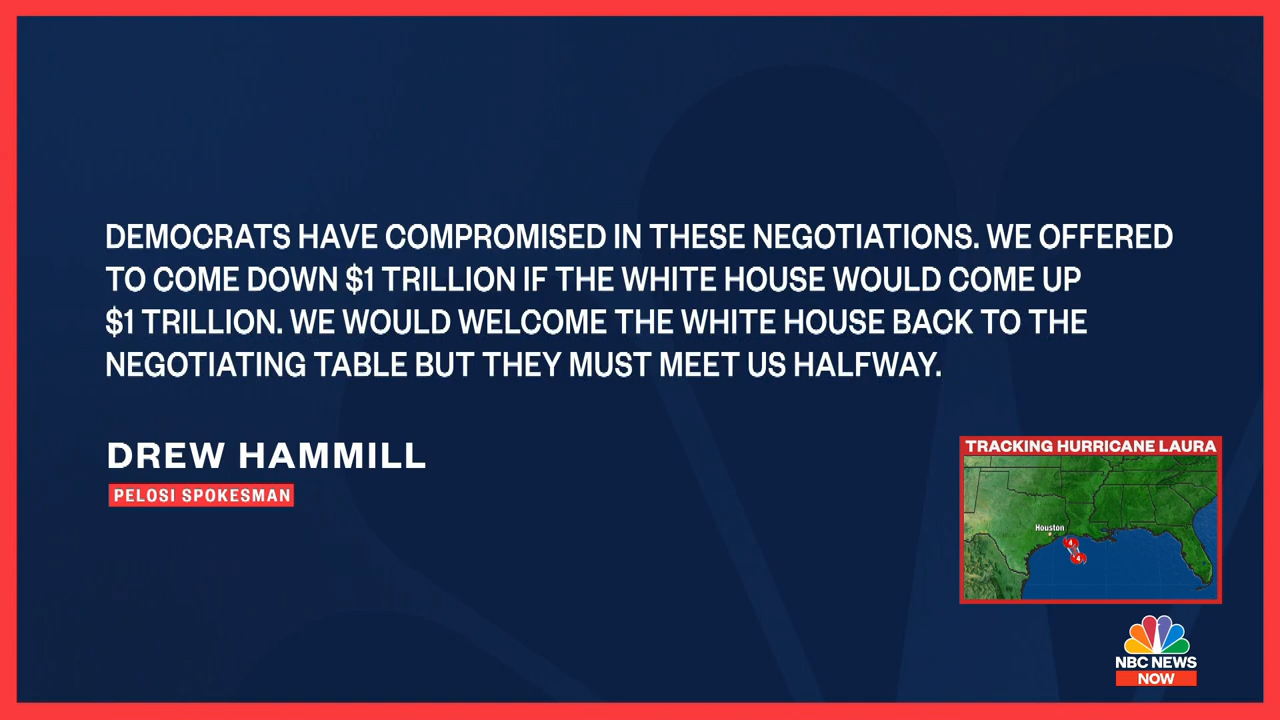 DEMOCRATS HAVE COMPROMISED IN THESE NEGOTIATIONS. WE OFFERED
TO COME DOWN $1 TRILLION IF THE WHITE HOUSE WOULD COME UP
$1 TRILLION. WE WOULD WELCOME THE WHITE HOUSE BACK TO THE
NEGOTIATING TABLE BUT THEY MUST MEET US HALFWAY.
DREW HAMMILL
PELOSI SPOKESMAN
TRACKING HURRICANE LAURA
Houston
4
4
NBC NEWS
NOW